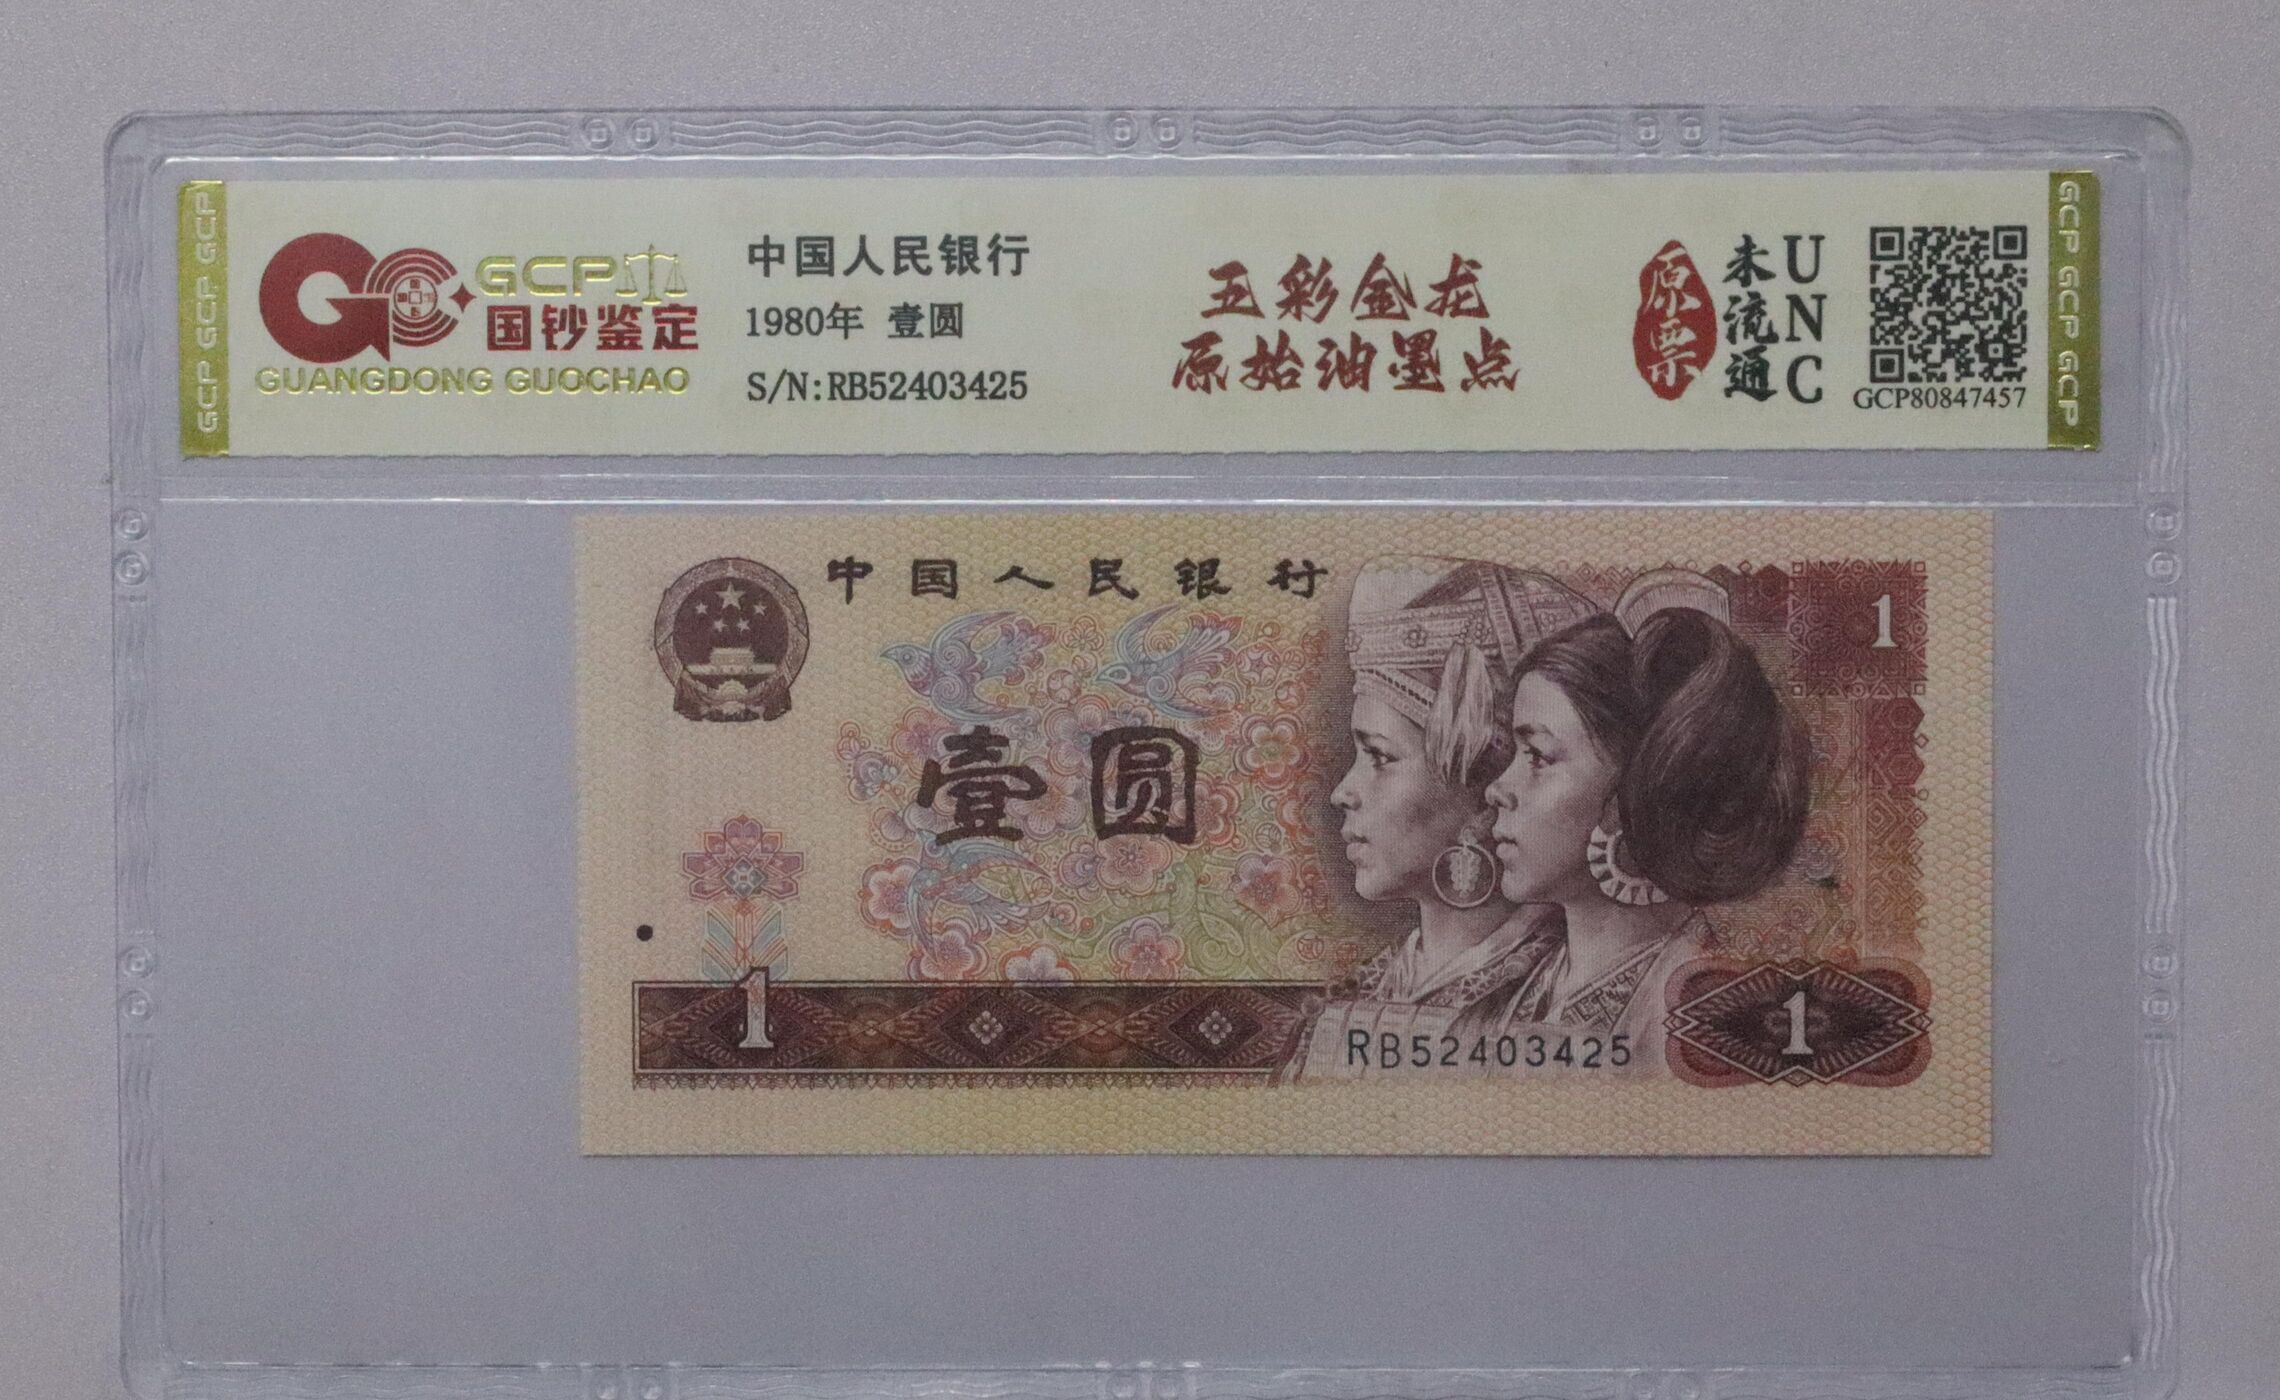 GCP GCP GCP
GCP
国钞鉴定
GUANGDONG GUOCHAO
中国人民银行
1980年 壹圆
S/N:RB52403425
五彩金龙
原始油墨点
原票
未流通
UNC
GCP80847457
GCP GCP GCP
中国人民银行
1
壹圆
1
1
RB52403425